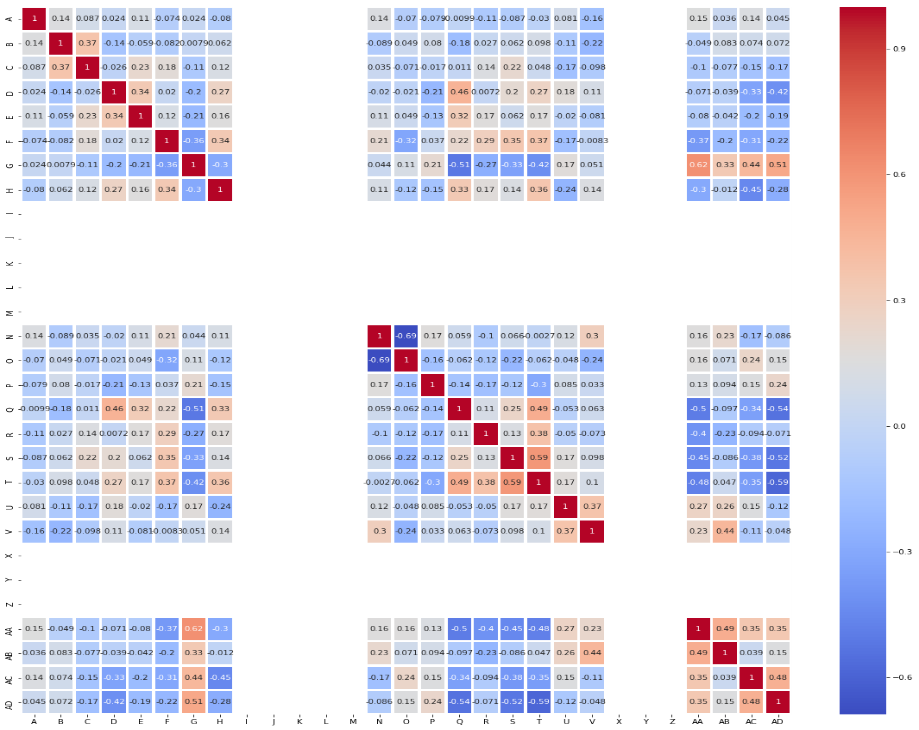 A 1 0.14 0.087 0.024 0.11 -0.074 0.024 -0.08 0.14 -0.07 -0.079 0.0099 -0.11 -0.087 -0.03 0.081 -0.16 0.15 0.036 0.14 0.045
B 0.14 1 0.37 -0.14 -0.059 -0.082 0.0079 0.062 -0.089 0.049 0.08 -0.18 0.027 0.062 0.098 -0.11 -0.22 -0.049 0.083 0.074 0.072
C -0.087 0.37 1 -0.026 0.23 0.18 -0.11 0.12 0.035 -0.071 -0.017 0.011 0.14 0.22 0.048 -0.17 -0.098 -0.1 -0.077 -0.15 -0.17
D -0.024 -0.14 -0.026 1 0.34 0.02 -0.2 0.27 -0.02 -0.021 -0.21 0.46 0.0072 0.2 0.27 0.18 0.11 -0.071 -0.039 -0.33 -0.42
E 0.11 -0.059 0.23 0.34 1 0.12 -0.21 0.16 0.11 0.049 -0.13 0.32 0.17 0.062 0.17 -0.02 -0.081 -0.08 -0.042 -0.2 -0.19
F -0.074 -0.082 0.18 0.02 0.12 1 -0.36 0.34 0.21 -0.32 0.037 0.22 0.29 0.35 0.37 -0.17 -0.0083 -0.37 -0.2 -0.31 -0.22
G -0.024 0.0079 -0.11 -0.2 -0.21 -0.36 1 -0.3 0.044 0.11 0.21 -0.51 -0.27 -0.33 -0.42 0.17 0.051 0.62 0.33 0.44 0.51
H -0.08 0.062 0.12 0.27 0.16 0.34 -0.3 1 0.11 -0.12 -0.15 0.33 0.17 0.14 0.36 -0.24 0.14 -0.3 -0.012 -0.45 -0.28
I
J
K
L
M
N 0.14 -0.089 0.035 -0.02 0.11 0.21 0.044 0.11 1 -0.69 0.17 0.059 -0.1 0.066 -0.0027 0.12 0.3 0.16 0.23 -0.17 -0.086
O -0.07 0.049 -0.071 -0.021 0.049 -0.32 0.11 -0.12 -0.69 1 -0.16 -0.062 -0.12 -0.22 -0.062 -0.048 -0.24 0.16 0.071 0.24 0.15
P -0.079 0.08 -0.017 -0.21 -0.13 0.037 0.21 -0.15 0.17 -0.16 1 -0.14 -0.17 -0.12 -0.3 0.085 0.033 0.13 0.094 0.15 0.24
Q -0.0099 -0.18 0.011 0.46 0.32 0.22 -0.51 0.33 0.059 -0.062 -0.14 1 0.11 0.25 0.49 -0.053 0.063 -0.5 -0.097 -0.34 -0.54
R -0.11 0.027 0.14 0.0072 0.17 0.29 -0.27 0.17 -0.1 -0.12 -0.17 0.11 1 0.13 0.38 -0.05 -0.073 -0.4 -0.23 -0.094 -0.071
S -0.087 0.062 0.22 0.2 0.062 0.35 -0.33 0.14 0.066 -0.22 -0.12 0.25 0.13 1 0.59 0.17 0.098 -0.45 -0.086 -0.38 -0.52
T -0.03 0.098 0.048 0.27 0.17 0.37 -0.42 0.36 -0.0027 -0.062 -0.3 0.49 0.38 0.59 1 0.17 0.1 -0.48 0.047 -0.35 -0.59
U -0.081 -0.11 -0.17 0.18 -0.02 -0.17 0.17 -0.24 0.12 -0.048 0.085 -0.053 -0.05 0.17 0.17 1 0.37 0.27 0.26 0.15 -0.12
V -0.16 -0.22 -0.098 0.11 -0.081 0.0083 0.051 0.14 0.3 -0.24 0.033 0.063 -0.073 0.098 0.1 0.37 1 0.23 0.44 -0.11 -0.048
X
Y
Z
AA 0.15 -0.049 -0.1 -0.071 -0.08 -0.37 0.62 -0.3 0.16 0.16 0.13 -0.5 -0.4 -0.45 -0.48 0.27 0.23 1 0.49 0.35 0.35
AB -0.036 0.083 -0.077 -0.039 -0.042 -0.2 0.33 -0.012 0.23 0.071 0.094 -0.097 -0.23 -0.086 0.047 0.26 0.44 0.49 1 0.039 0.15
AC 0.14 0.074 -0.15 -0.33 -0.2 -0.31 0.44 -0.45 -0.17 0.24 0.15 -0.34 -0.094 -0.38 -0.35 0.15 -0.11 0.35 0.039 1 0.48
AD -0.045 0.072 -0.17 -0.42 -0.19 -0.22 0.51 -0.28 -0.086 0.15 0.24 -0.54 -0.071 -0.52 -0.59 -0.12 -0.048 0.35 0.15 0.48 1
A B C D E F G H I J K L M N O P Q R S T U V X Y Z AA AB AC AD
0.9
0.6
0.3
0.0
−0.3
−0.6